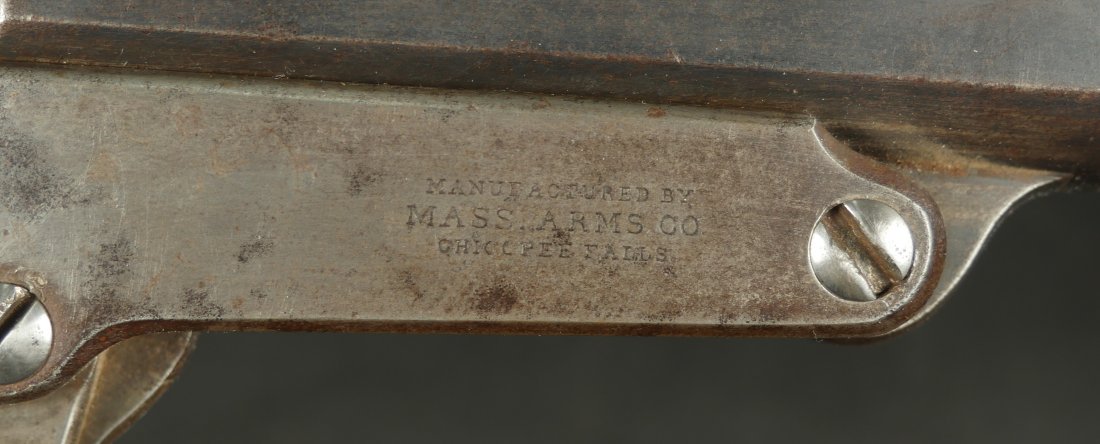 MANUFACTURED BY
MASS. ARMS CO
CHICOPEE FALLS.